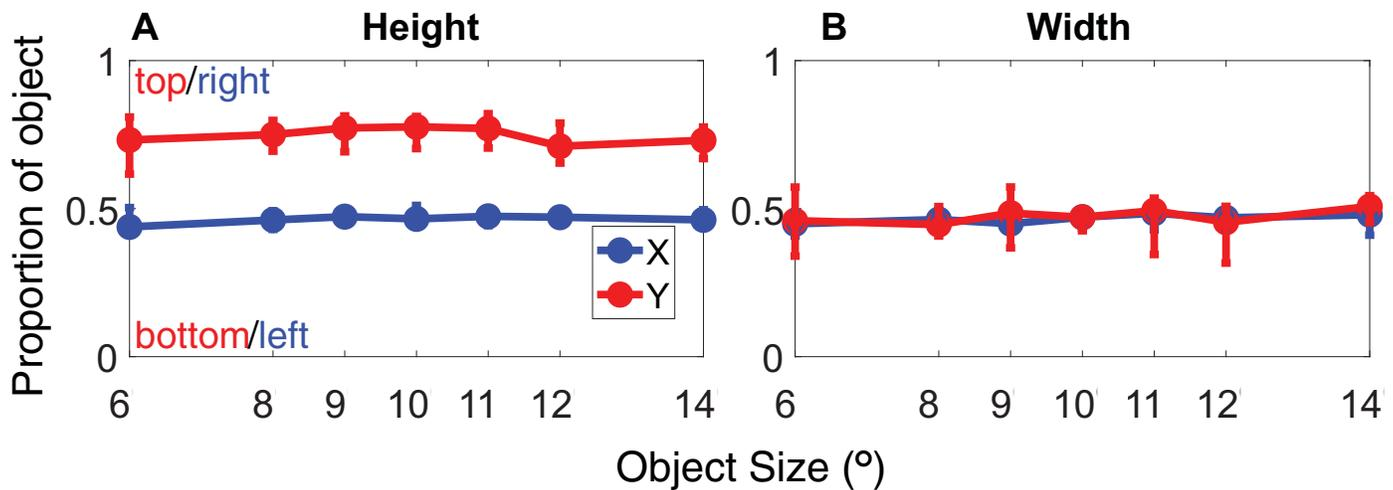 A Height
B Width
Proportion of object
1
top/right
0.5
X
Y
bottom/left
0
6 8 9 10 11 12 14
1
0.5
0
6 8 9 10 11 12 14
Object Size (°)